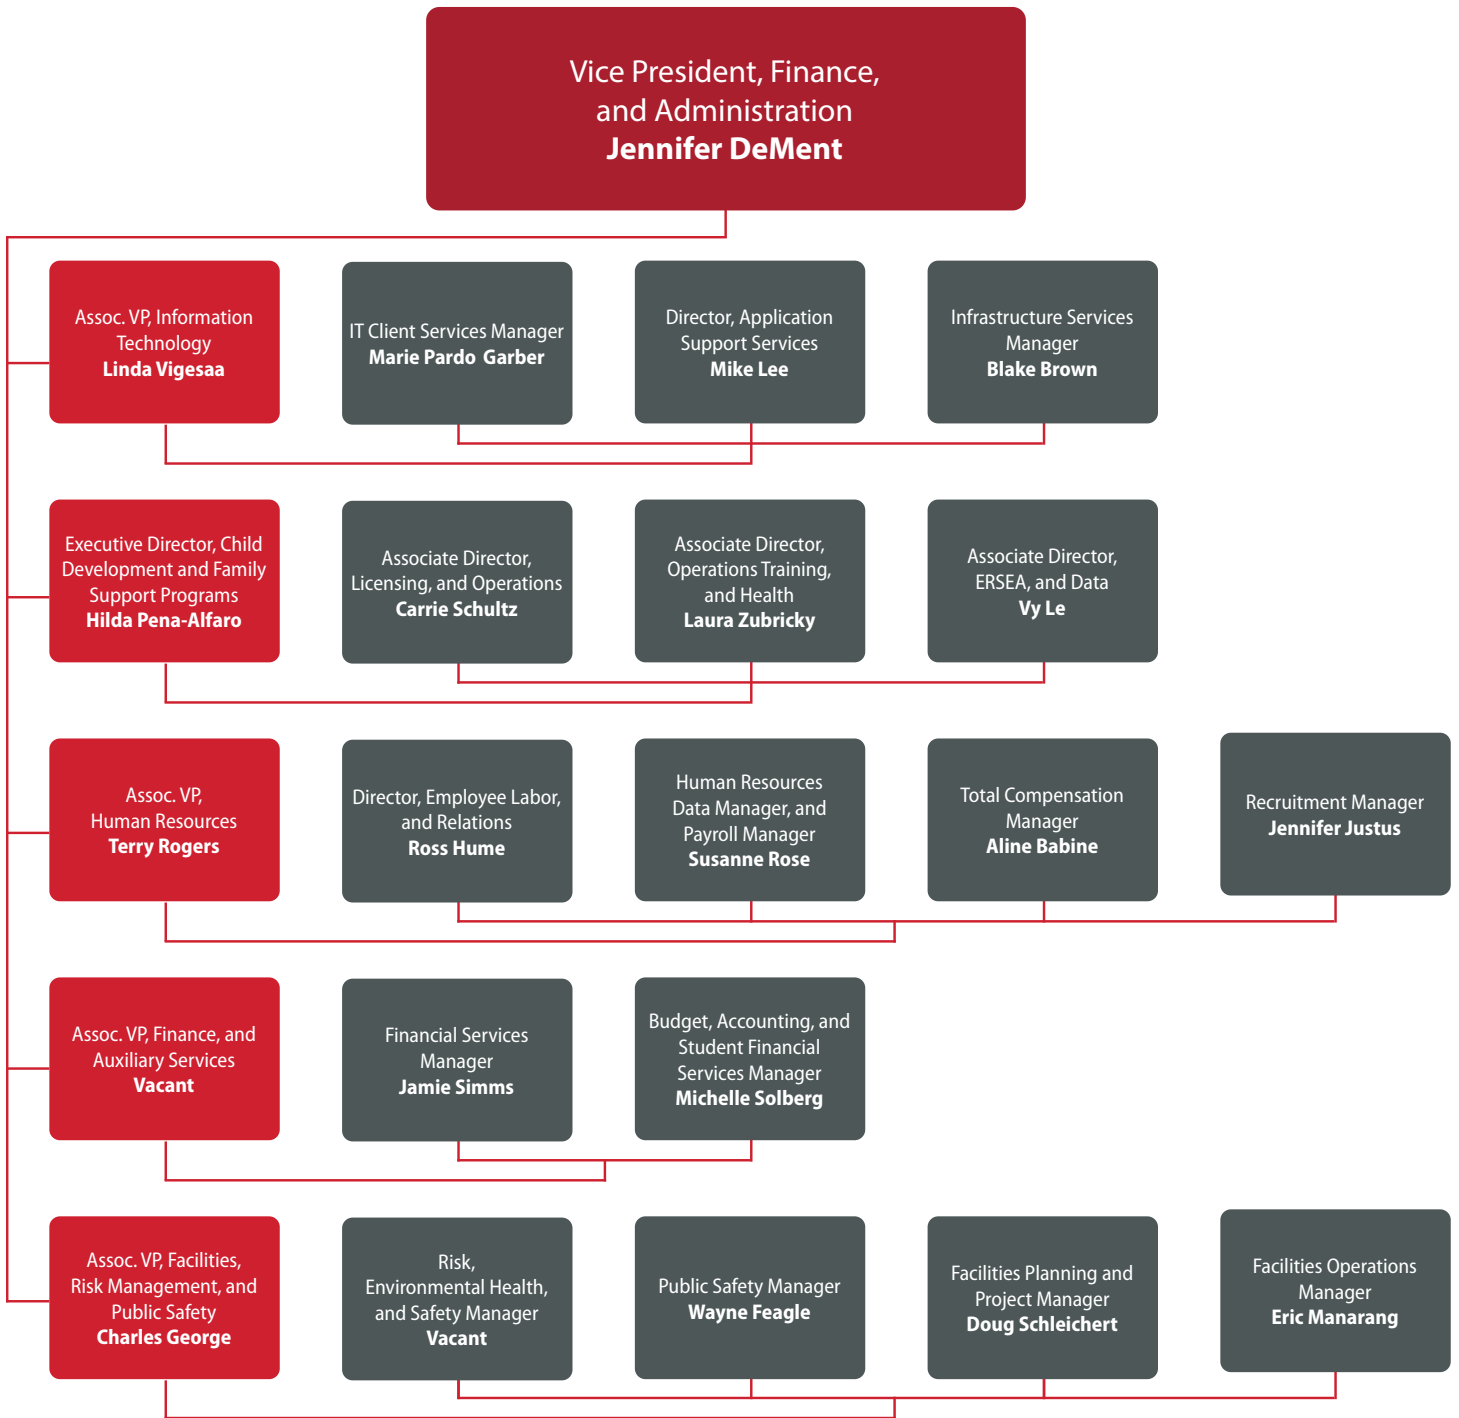 Vice President, Finance,
and Administration
Jennifer DeMent
Assoc. VP, Information
Technology
Linda Vigesaa
IT Client Services Manager
Marie Pardo Garber
Director, Application
Support Services
Mike Lee
Infrastructure Services
Manager
Blake Brown
Executive Director, Child
Development and Family
Support Programs
Hilda Pena-Alfaro
Associate Director,
Licensing, and Operations
Carrie Schultz
Associate Director,
Operations Training,
and Health
Laura Zubricky
Associate Director,
ERSEA, and Data
Vy Le
Assoc. VP,
Human Resources
Terry Rogers
Director, Employee Labor,
and Relations
Ross Hume
Human Resources
Data Manager, and
Payroll Manager
Susanne Rose
Total Compensation
Manager
Aline Babine
Recruitment Manager
Jennifer Justus
Assoc. VP, Finance, and
Auxiliary Services
Vacant
Financial Services
Manager
Jamie Simms
Budget, Accounting, and
Student Financial
Services Manager
Michelle Solberg
Assoc. VP, Facilities,
Risk Management, and
Public Safety
Charles George
Risk,
Environmental Health,
and Safety Manager
Vacant
Public Safety Manager
Wayne Feagle
Facilities Planning and
Project Manager
Doug Schleichert
Facilities Operations
Manager
Eric Manarang